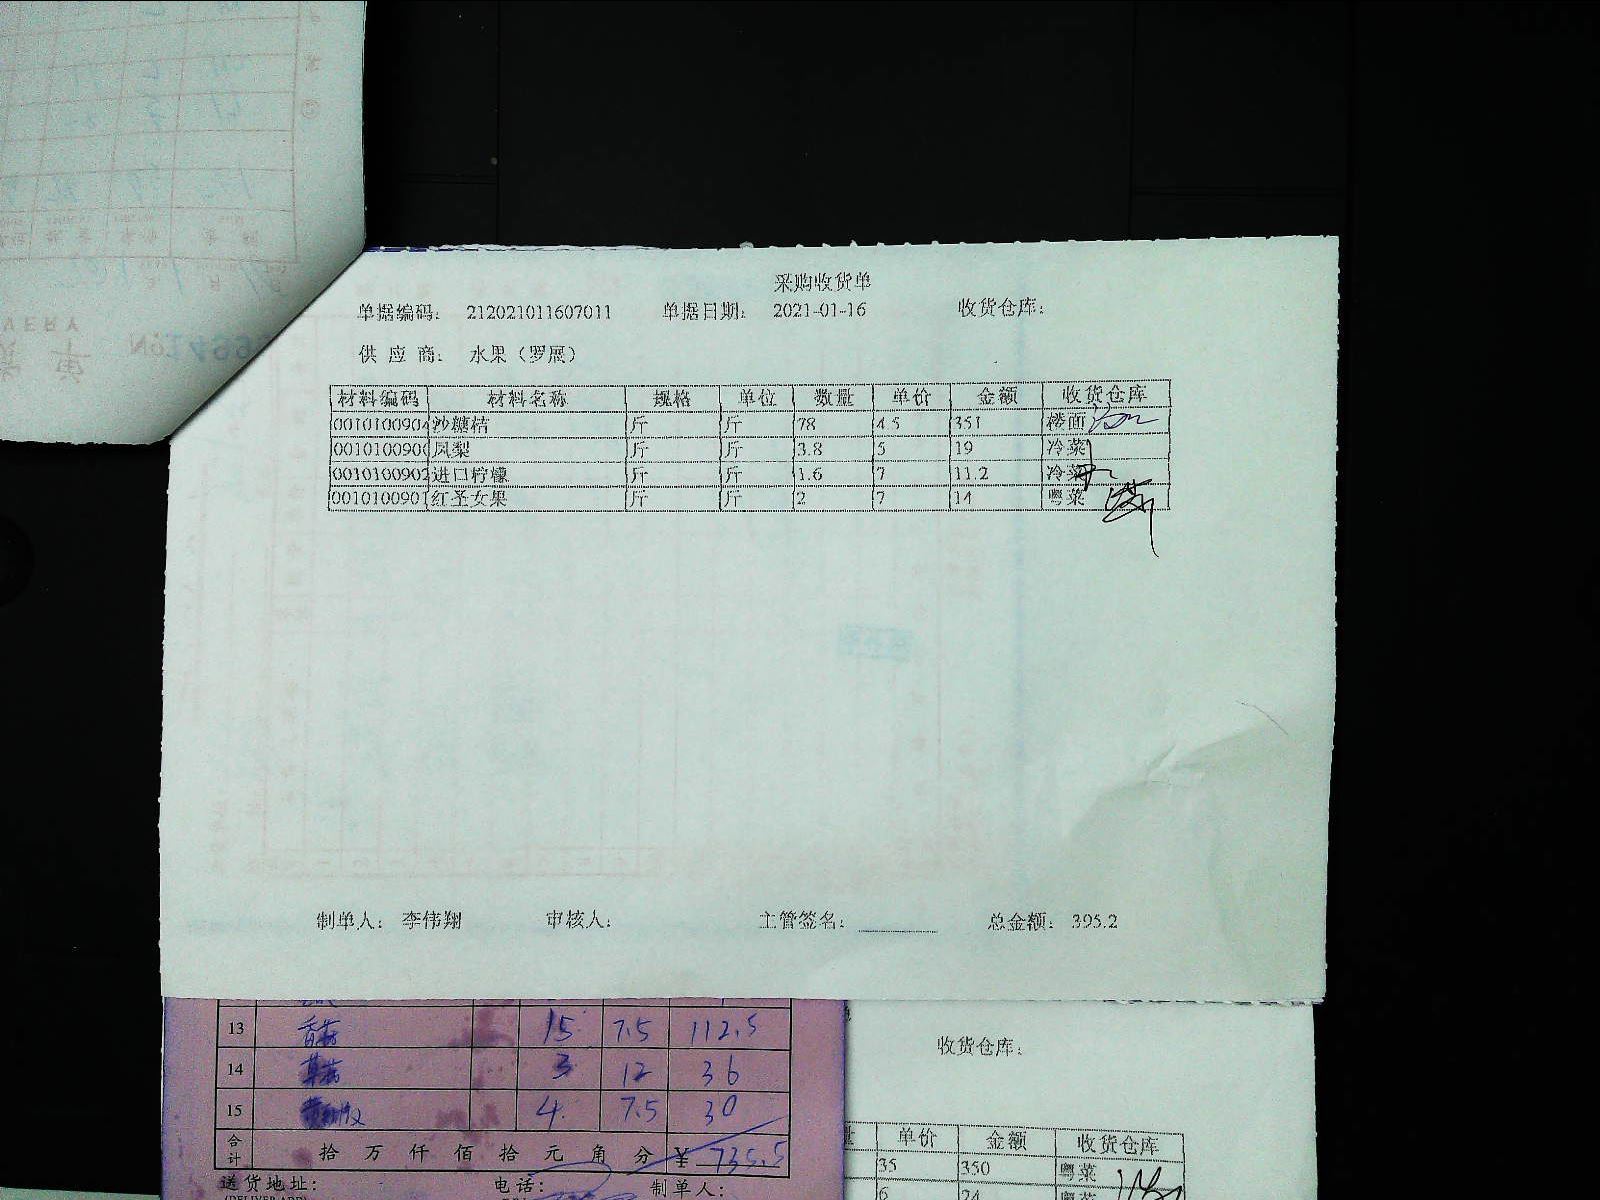 采购收货单
单据编码： 212021011607011 单据日期： 2021-01-16 收货仓库：
供 应 商： 水果（罗展）
材料编码 材料名称 规格 单位 数量 单价 金额 收货仓库
0010100904 沙糖桔 斤 斤 78 4.5 351 楼面
0010100900 凤梨 斤 斤 3.8 5 19 冷菜
0010100902 进口柠檬 斤 斤 1.6 7 11.2 冷菜
0010100901 红圣女果 斤 斤 2 7 14 粤菜
制单人： 李伟翔 审核人： 主管签名： 总金额： 395.2
13 15 7.5 112.5
14 3 12 36
15 4 7.5 30
合计 拾 万 仟 佰 拾 元 角 分 ¥ 735.5
送货地址： 电话： 制单人：
收货仓库：
单价 金额 收货仓库
35 350 粤菜
6 24 粤菜